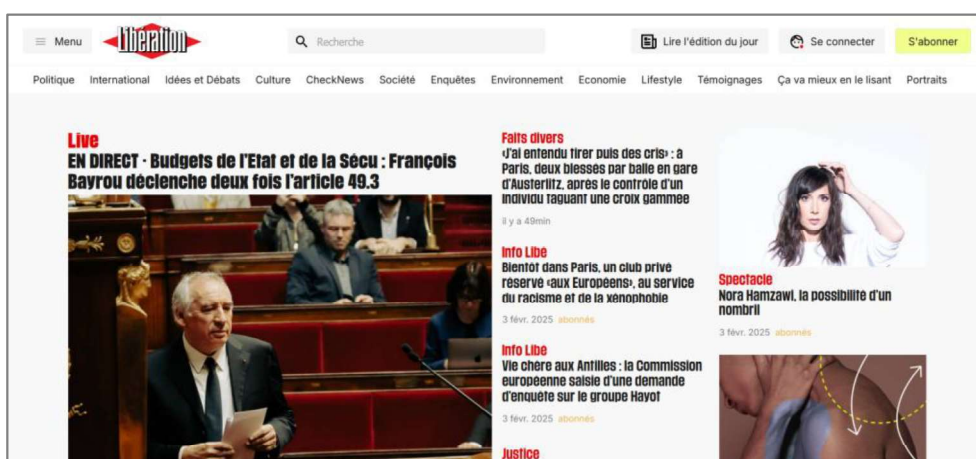 Menu
Libération
Recherche
Lire l'édition du jour
Se connecter
S'abonner
Politique International Idées et Débats Culture CheckNews Société Enquêtes Environnement Economie Lifestyle Témoignages Ça va mieux en le lisant Portraits
Live
EN DIRECT - Budgets de l'Etat et de la Sécu : François
Bayrou déclenche deux fois l'article 49.3
Faits divers
«J'ai entendu tirer puis des cris» : à
Paris, deux blessés par balle en gare
d'Austerlitz, après le contrôle d'un
individu taguant une croix gammée
il y a 49min
Info Libé
Bientôt dans Paris, un club privé
réservé «aux Européens», au service
du racisme et de la xénophobie
3 févr. 2025 abonnés
Info Libé
Vie chère aux Antilles : la Commission
européenne saisie d'une demande
d'enquête sur le groupe Hayot
3 févr. 2025 abonnés
Justice
Spectacle
Nora Hamzawi, la possibilité d'un
nombril
3 févr. 2025 abonnés